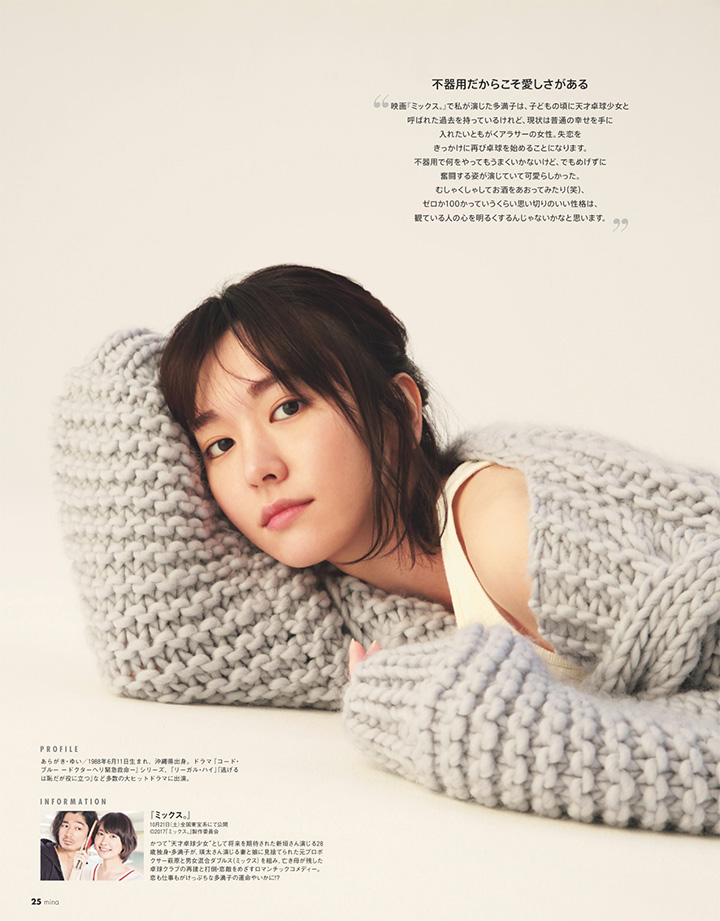 不器用だからこそ愛しさがある
“ 映画『ミックス。』で私が演じた多満子は、子どもの頃に天才卓球少女と
呼ばれた過去を持っているけれど、現状は普通の幸せを手に
入れたいともがくアラサーの女性。失恋を
きっかけに再び卓球を始めることになります。
不器用で何をやってもうまくいかないけど、でもめげずに
奮闘する姿が演じていて可愛らしかった。
むしゃくしゃしてお酒をあおってみたり(笑)、
ゼロか100かっていうくらい思い切りのいい性格は、
観ている人の心を明るくするんじゃないかなと思います。 ”
PROFILE
あらがき・ゆい/1988年6月11日生まれ、沖縄県出身。ドラマ『コード・
ブルー ードクターヘリ緊急救命ー』シリーズ、『リーガル・ハイ』『逃げる
は恥だが役に立つ』など多数の大ヒットドラマに出演。
INFORMATION
『ミックス。』
10月21日(土)全国東宝系にて公開
©2017『ミックス。』製作委員会
かつて“天才卓球少女”として将来を期待された新垣さん演じる28
歳独身・多満子が、瑛太さん演じる妻と娘に見捨てられた元プロボ
クサー萩原と男女混合ダブルス(ミックス)を組み、亡き母が残した
卓球クラブの再建と打倒・恋敵をめざすロマンチックコメディー。
恋も仕事もがけっぷちな多満子の運命やいかに!?
25 mina